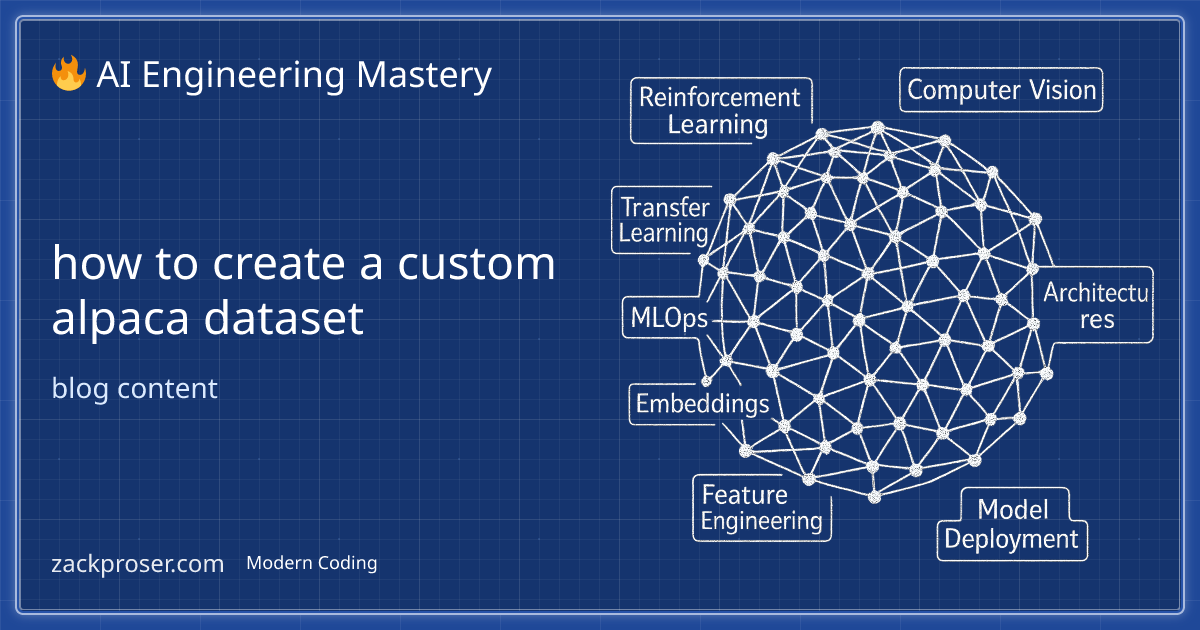 🔥 AI Engineering Mastery
how to create a custom
alpaca dataset
blog content
zackproser.com Modern Coding
Reinforcement
Learning
Computer Vision
Transfer
Learning
MLOps
Architectu
res
Embeddings
Feature
Engineering
Model
Deployment